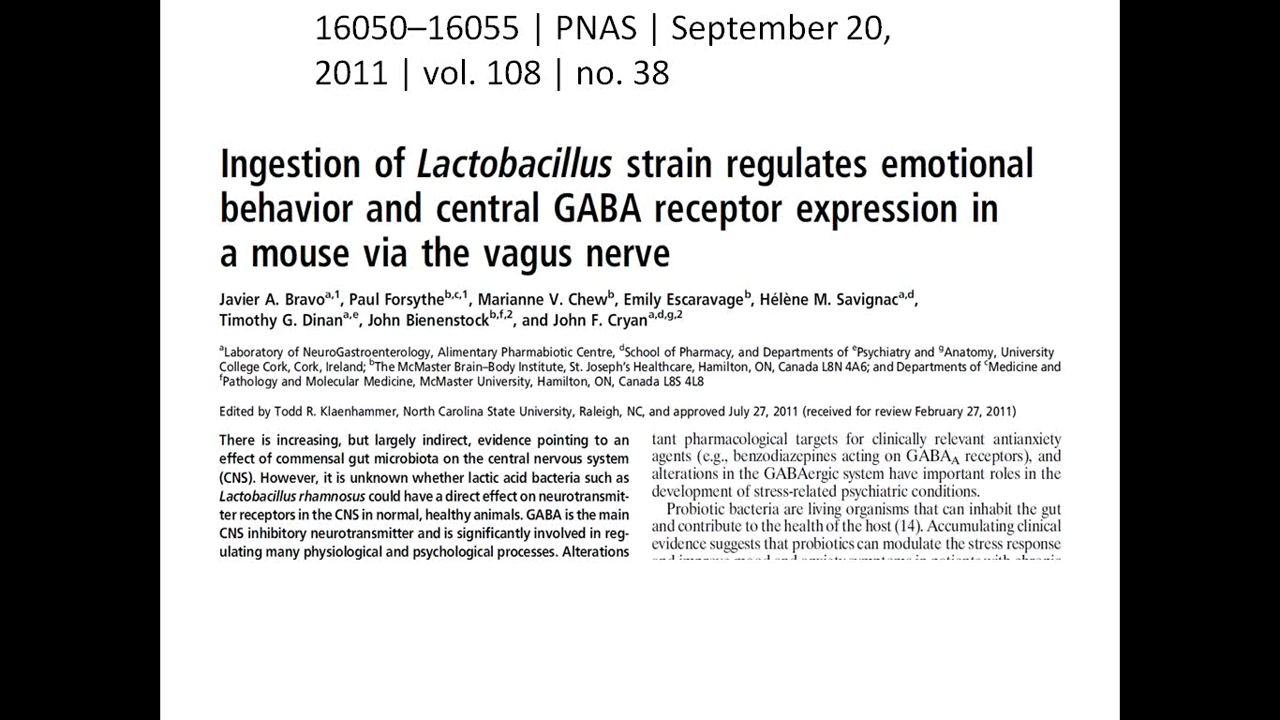 16050–16055 | PNAS | September 20,
2011 | vol. 108 | no. 38
Ingestion of Lactobacillus strain regulates emotional
behavior and central GABA receptor expression in
a mouse via the vagus nerve
Javier A. Bravoa,1, Paul Forsytheb,c,1, Marianne V. Chewb, Emily Escaravageb, Hélène M. Savignaca,d,
Timothy G. Dinana,e, John Bienenstockb,f,2, and John F. Cryana,d,g,2
aLaboratory of NeuroGastroenterology, Alimentary Pharmabiotic Centre, dSchool of Pharmacy, and Departments of ePsychiatry and gAnatomy, University
College Cork, Cork, Ireland; bThe McMaster Brain–Body Institute, St. Joseph's Healthcare, Hamilton, ON, Canada L8N 4A6; and Departments of cMedicine and
fPathology and Molecular Medicine, McMaster University, Hamilton, ON, Canada L8S 4L8
Edited by Todd R. Klaenhammer, North Carolina State University, Raleigh, NC, and approved July 27, 2011 (received for review February 27, 2011)
There is increasing, but largely indirect, evidence pointing to an
effect of commensal gut microbiota on the central nervous system
(CNS). However, it is unknown whether lactic acid bacteria such as
Lactobacillus rhamnosus could have a direct effect on neurotransmit-
ter receptors in the CNS in normal, healthy animals. GABA is the main
CNS inhibitory neurotransmitter and is significantly involved in reg-
ulating many physiological and psychological processes. Alterations
tant pharmacological targets for clinically relevant antianxiety
agents (e.g., benzodiazepines acting on GABAA receptors), and
alterations in the GABAergic system have important roles in the
development of stress-related psychiatric conditions.
Probiotic bacteria are living organisms that can inhabit the gut
and contribute to the health of the host (14). Accumulating clinical
evidence suggests that probiotics can modulate the stress response